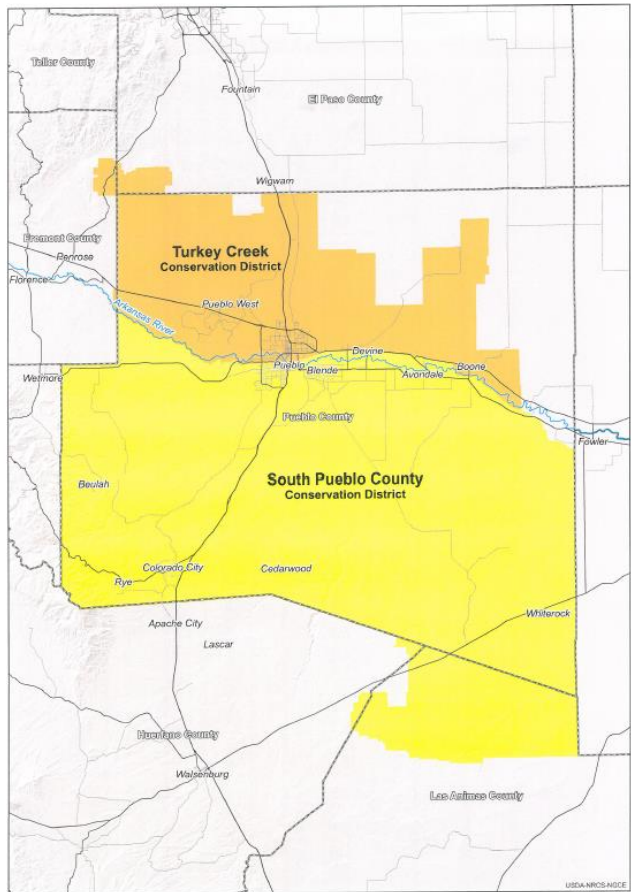 Teller County
Fountain
El Paso County
Wigwam
Turkey Creek
Conservation District
Fremont County
Penrose
Florence
Arkansas River
Pueblo West
Devine
Wetmore
Pueblo
Blende
Avondale
Boone
Pueblo County
Fowler
Beulah
South Pueblo County
Conservation District
Colorado City
Rye
Cedarwood
Apache City
Whiterock
Lascar
Huerfano County
Walsenburg
Las Animas County
USDA-NRCS-NGCE